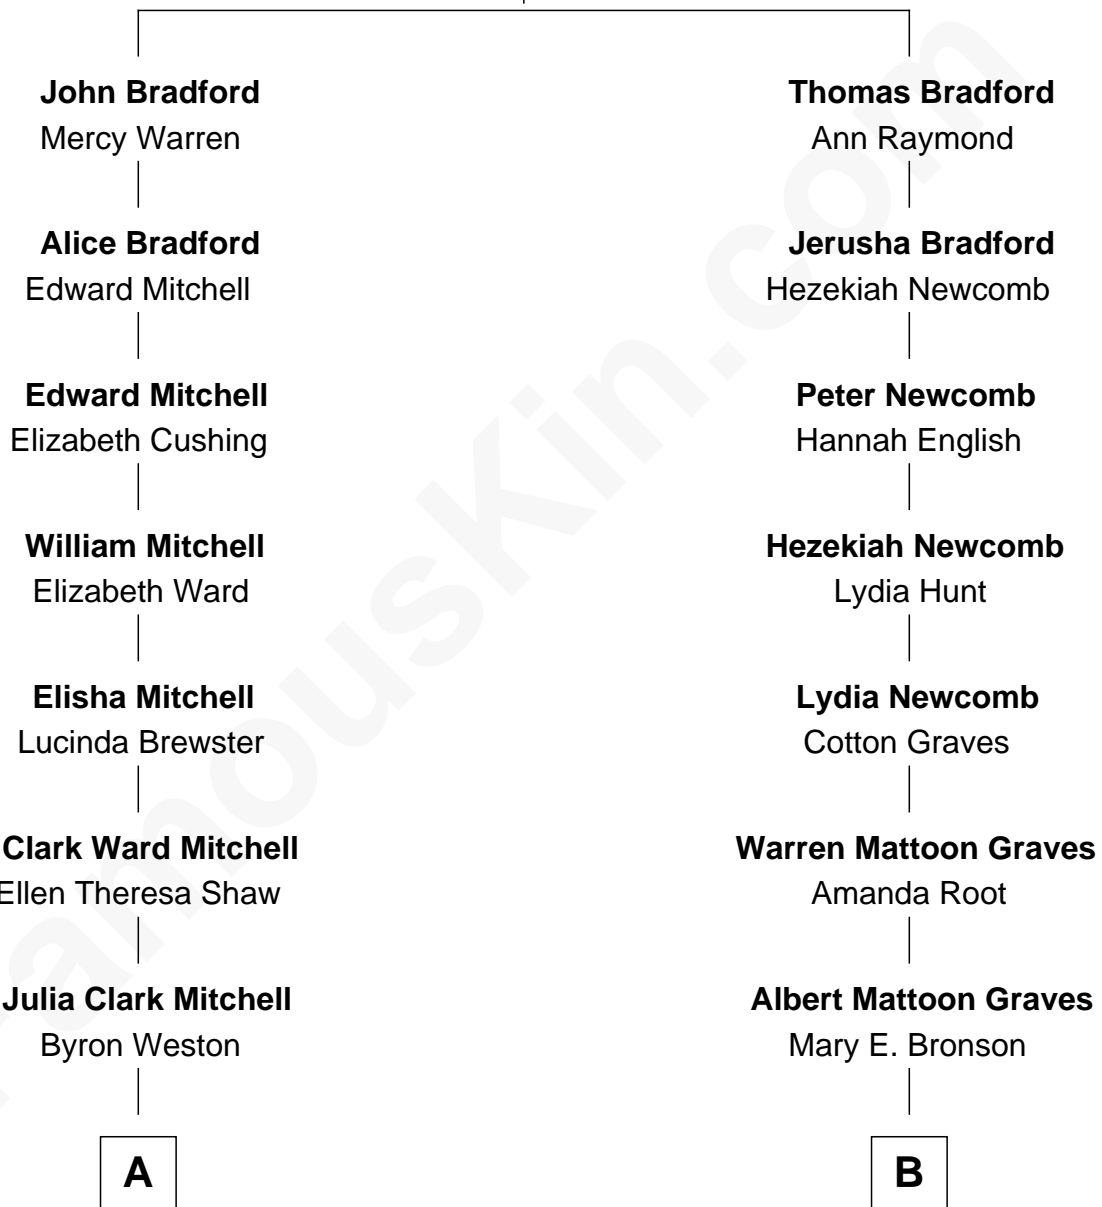 John Bradford
Mercy Warren
Alice Bradford
Edward Mitchell
Edward Mitchell
Elizabeth Cushing
William Mitchell
Elizabeth Ward
Elisha Mitchell
Lucinda Brewster
Clark Ward Mitchell
Ellen Theresa Shaw
Julia Clark Mitchell
Byron Weston
A
Thomas Bradford
Ann Raymond
Jerusha Bradford
Hezekiah Newcomb
Peter Newcomb
Hannah English
Hezekiah Newcomb
Lydia Hunt
Lydia Newcomb
Cotton Graves
Warren Mattoon Graves
Amanda Root
Albert Mattoon Graves
Mary E. Bronson
B
FamousKin.com